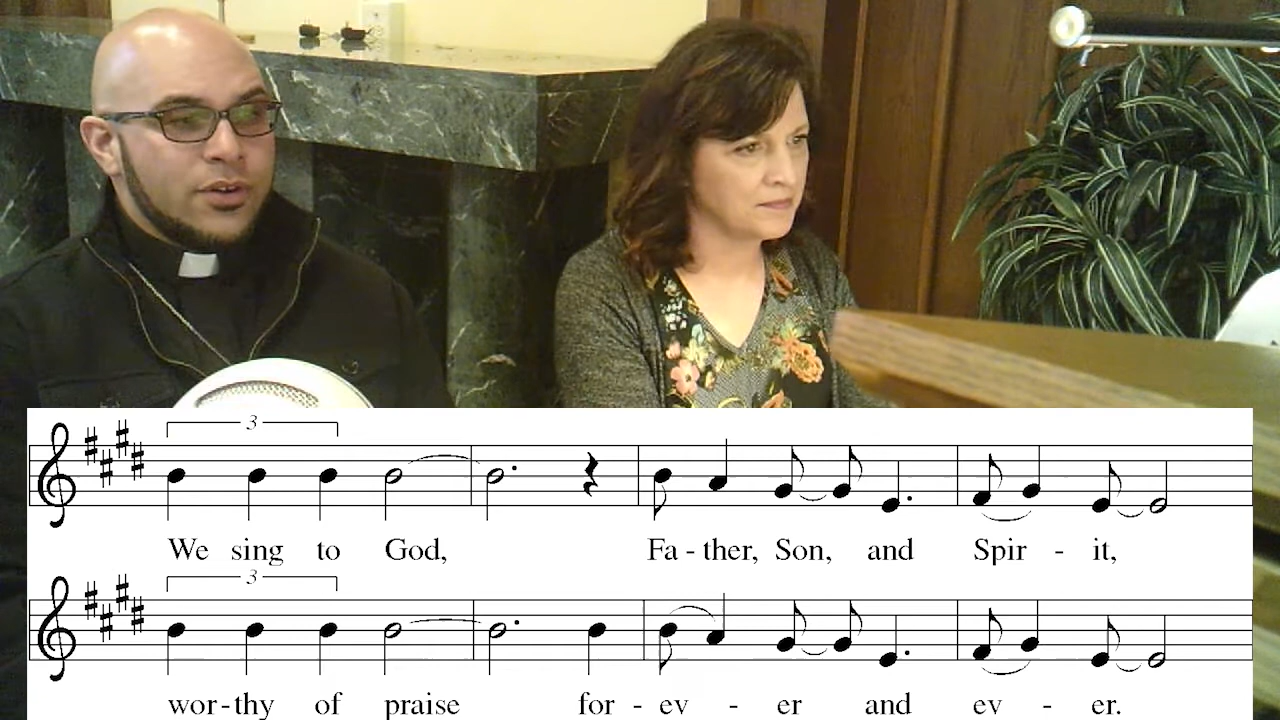 3
We sing to God, Fa - ther, Son, and Spir - it,
3
wor - thy of praise for - ev - er and ev - er.